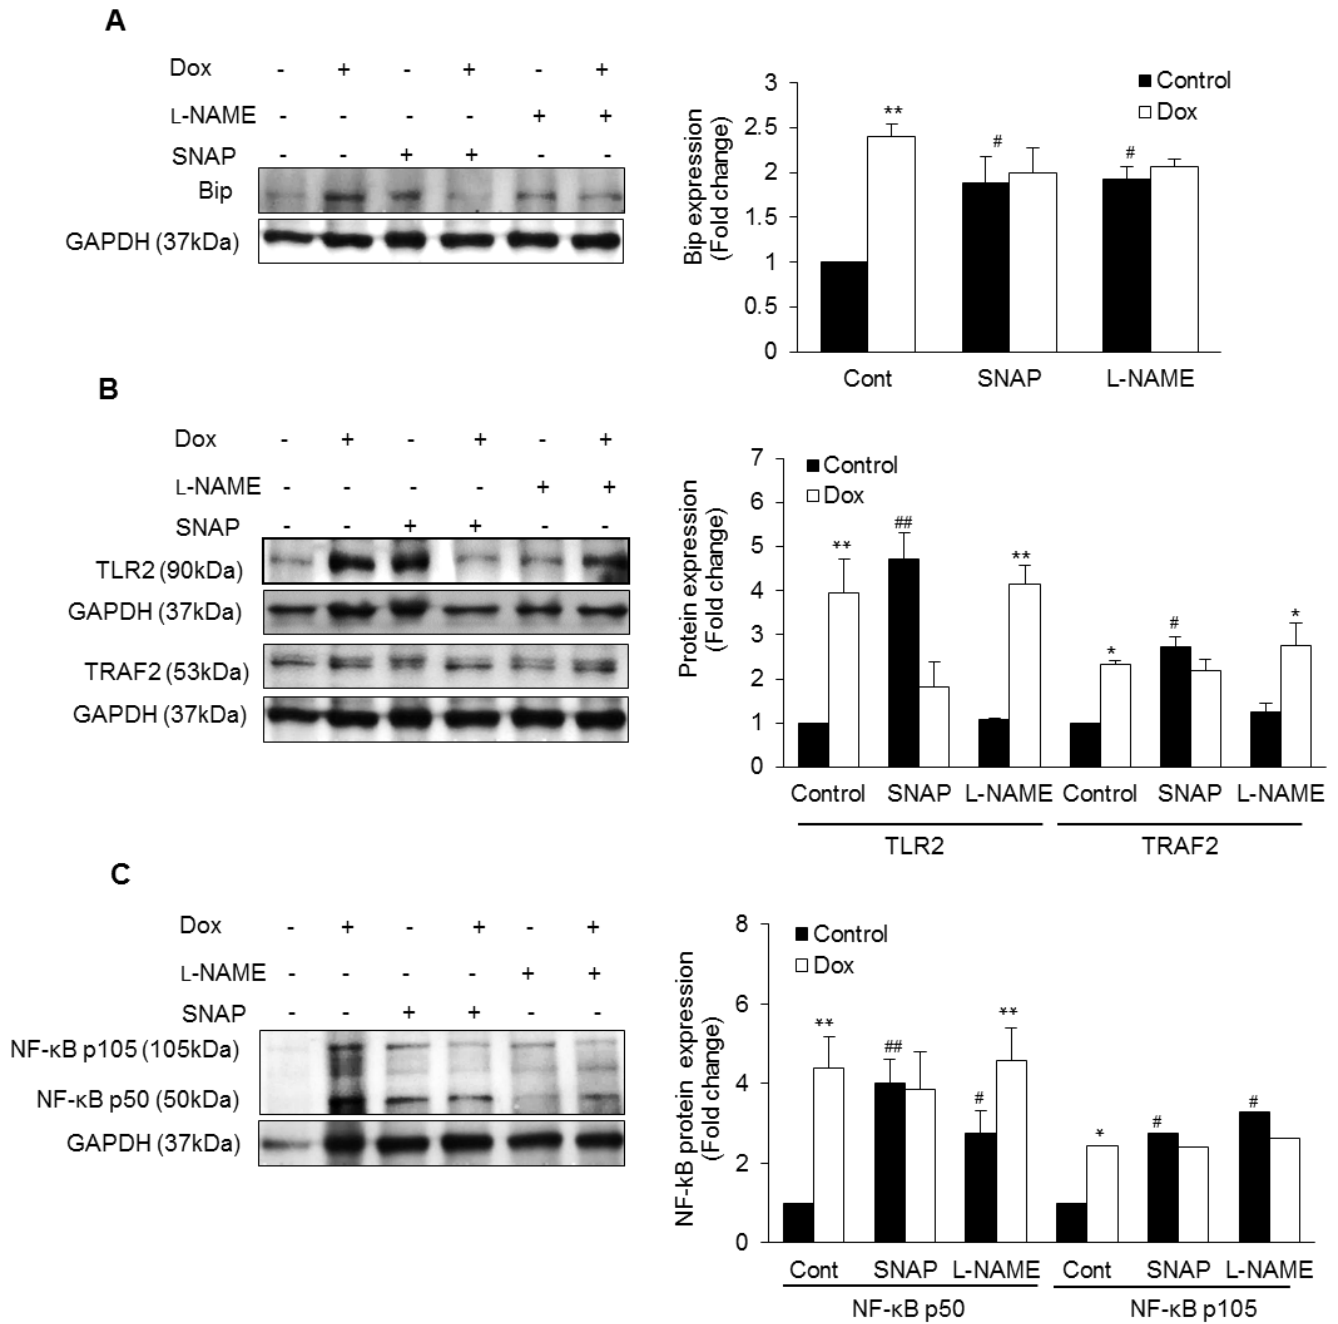 A
Dox - + - + - +
L-NAME - - - - + +
SNAP - - + + - -
Bip
GAPDH (37kDa)
Control
Dox
Bip expression
(Fold change)
3
2.5
2
1.5
1
0.5
0
**
#
#
Cont SNAP L-NAME
B
Dox - + - + - +
L-NAME - - - - + +
SNAP - - + + - -
TLR2 (90kDa)
GAPDH (37kDa)
TRAF2 (53kDa)
GAPDH (37kDa)
Control
Dox
Protein expression
(Fold change)
7
6
5
4
3
2
1
0
**
##
**
*
#
*
Control SNAP L-NAME Control SNAP L-NAME
TLR2 TRAF2
C
Dox - + - + - +
L-NAME - - - - + +
SNAP - - + + - -
NF-κB p105 (105kDa)
NF-κB p50 (50kDa)
GAPDH (37kDa)
Control
Dox
NF-kB protein expression
(Fold change)
8
6
4
2
0
**
##
#
**
*
#
#
Cont SNAP L-NAME Cont SNAP L-NAME
NF-κB p50 NF-κB p105